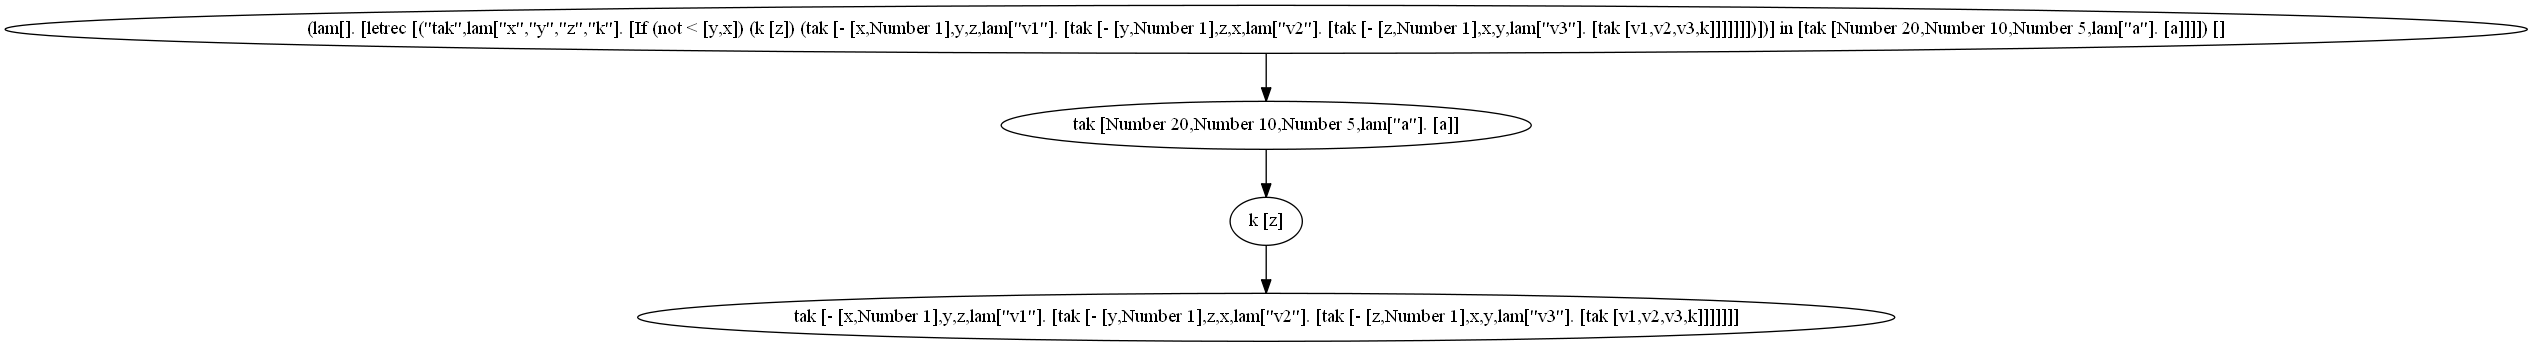 (lam[]. [letrec [("tak",lam["x","y","z","k"]. [If (not < [y,x]) (k [z]) (tak [- [x,Number 1],y,z,lam["v1"]. [tak [- [y,Number 1],z,x,lam["v2"]. [tak [- [z,Number 1],x,y,lam["v3"]. [tak [v1,v2,v3,k]]]]]]])])] in [tak [Number 20,Number 10,Number 5,lam["a"]. [a]]]]) []
tak [Number 20,Number 10,Number 5,lam["a"]. [a]]
k [z]
tak [- [x,Number 1],y,z,lam["v1"]. [tak [- [y,Number 1],z,x,lam["v2"]. [tak [- [z,Number 1],x,y,lam["v3"]. [tak [v1,v2,v3,k]]]]]]]